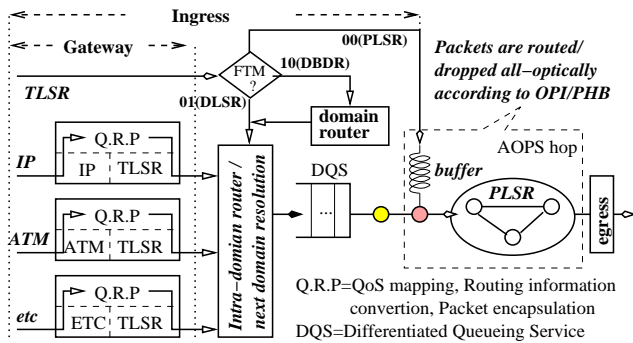 Ingress
Gateway
00(PLSR)
Packets are routed/
dropped all-optically
according to OPI/PHB
FTM
?
10(DBDR)
TLSR
01(DLSR)
domain
router
AOPS hop
Q.R.P
IP
IP TLSR
DQS
...
buffer
PLSR
egress
Intra-domian router /
next domain resolution
Q.R.P
ATM
ATM TLSR
Q.R.P
etc
ETC TLSR
Q.R.P=QoS mapping, Routing information
convertion, Packet encapsulation
DQS=Differentiated Queueing Service